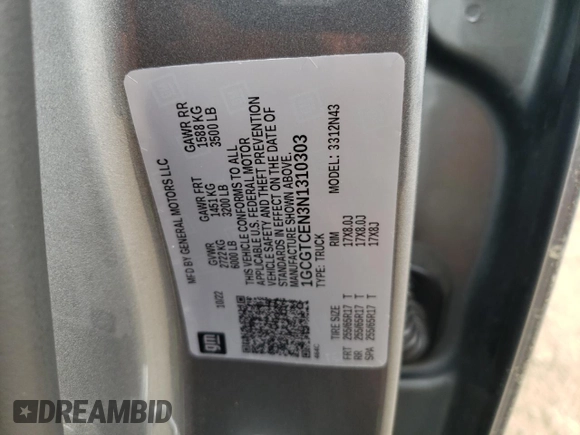 MFD BY GENERAL MOTORS LLC
10/22
GVWR
2722 KG
6000 LB
GAWR FRT
1451 KG
3200 LB
GAWR RR
1588 KG
3500 LB
THIS VEHICLE CONFORMS TO ALL
APPLICABLE U.S. FEDERAL MOTOR
VEHICLE SAFETY AND THEFT PREVENTION
STANDARDS IN EFFECT ON THE DATE OF
MANUFACTURE SHOWN ABOVE.
1GCGTCEN3N1310303
TYPE: TRUCK
MODEL: 3312N43
TIRE SIZE RIM
FRT 255/65R17 T 17X8.0J
RR 255/65R17 T 17X8.0J
SPA 255/65R17 T 17X8J
gm
DREAMBID